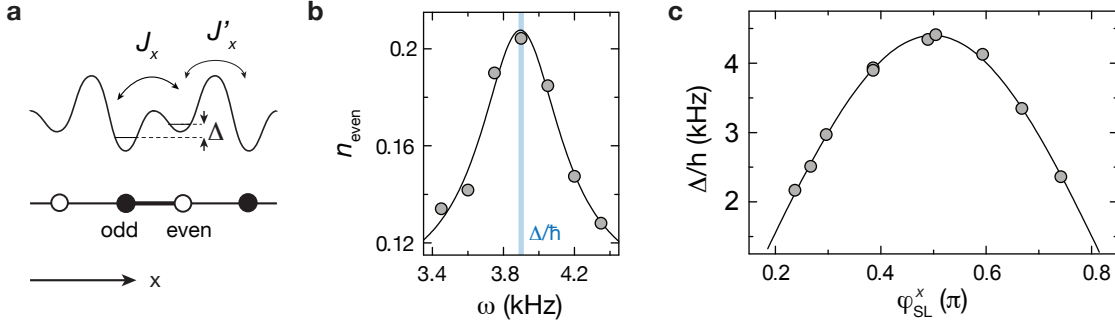 a
J_x J'_x
Δ
odd even
x
b
n_even
0.2
0.16
0.12
3.4 3.8 4.2
Δ/ħ
ω (kHz)
c
Δ/h (kHz)
4
3
2
0.2 0.4 0.6 0.8
φ_SL^x (π)